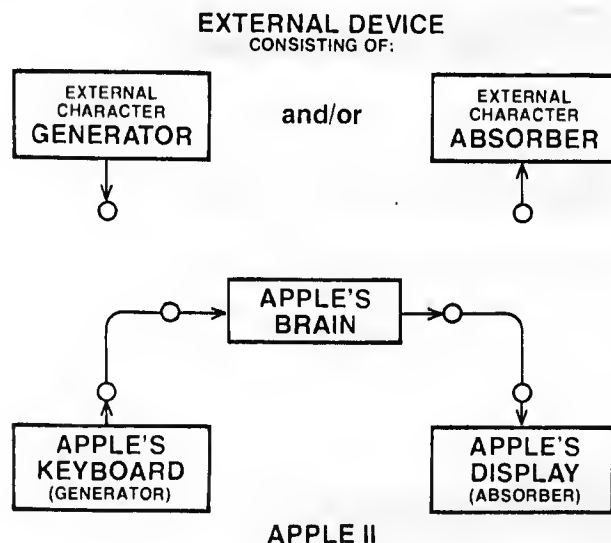 EXTERNAL DEVICE
CONSISTING OF:
EXTERNAL
CHARACTER
GENERATOR
and/or
EXTERNAL
CHARACTER
ABSORBER
APPLE'S
BRAIN
APPLE'S
KEYBOARD
(GENERATOR)
APPLE'S
DISPLAY
(ABSORBER)
APPLE II